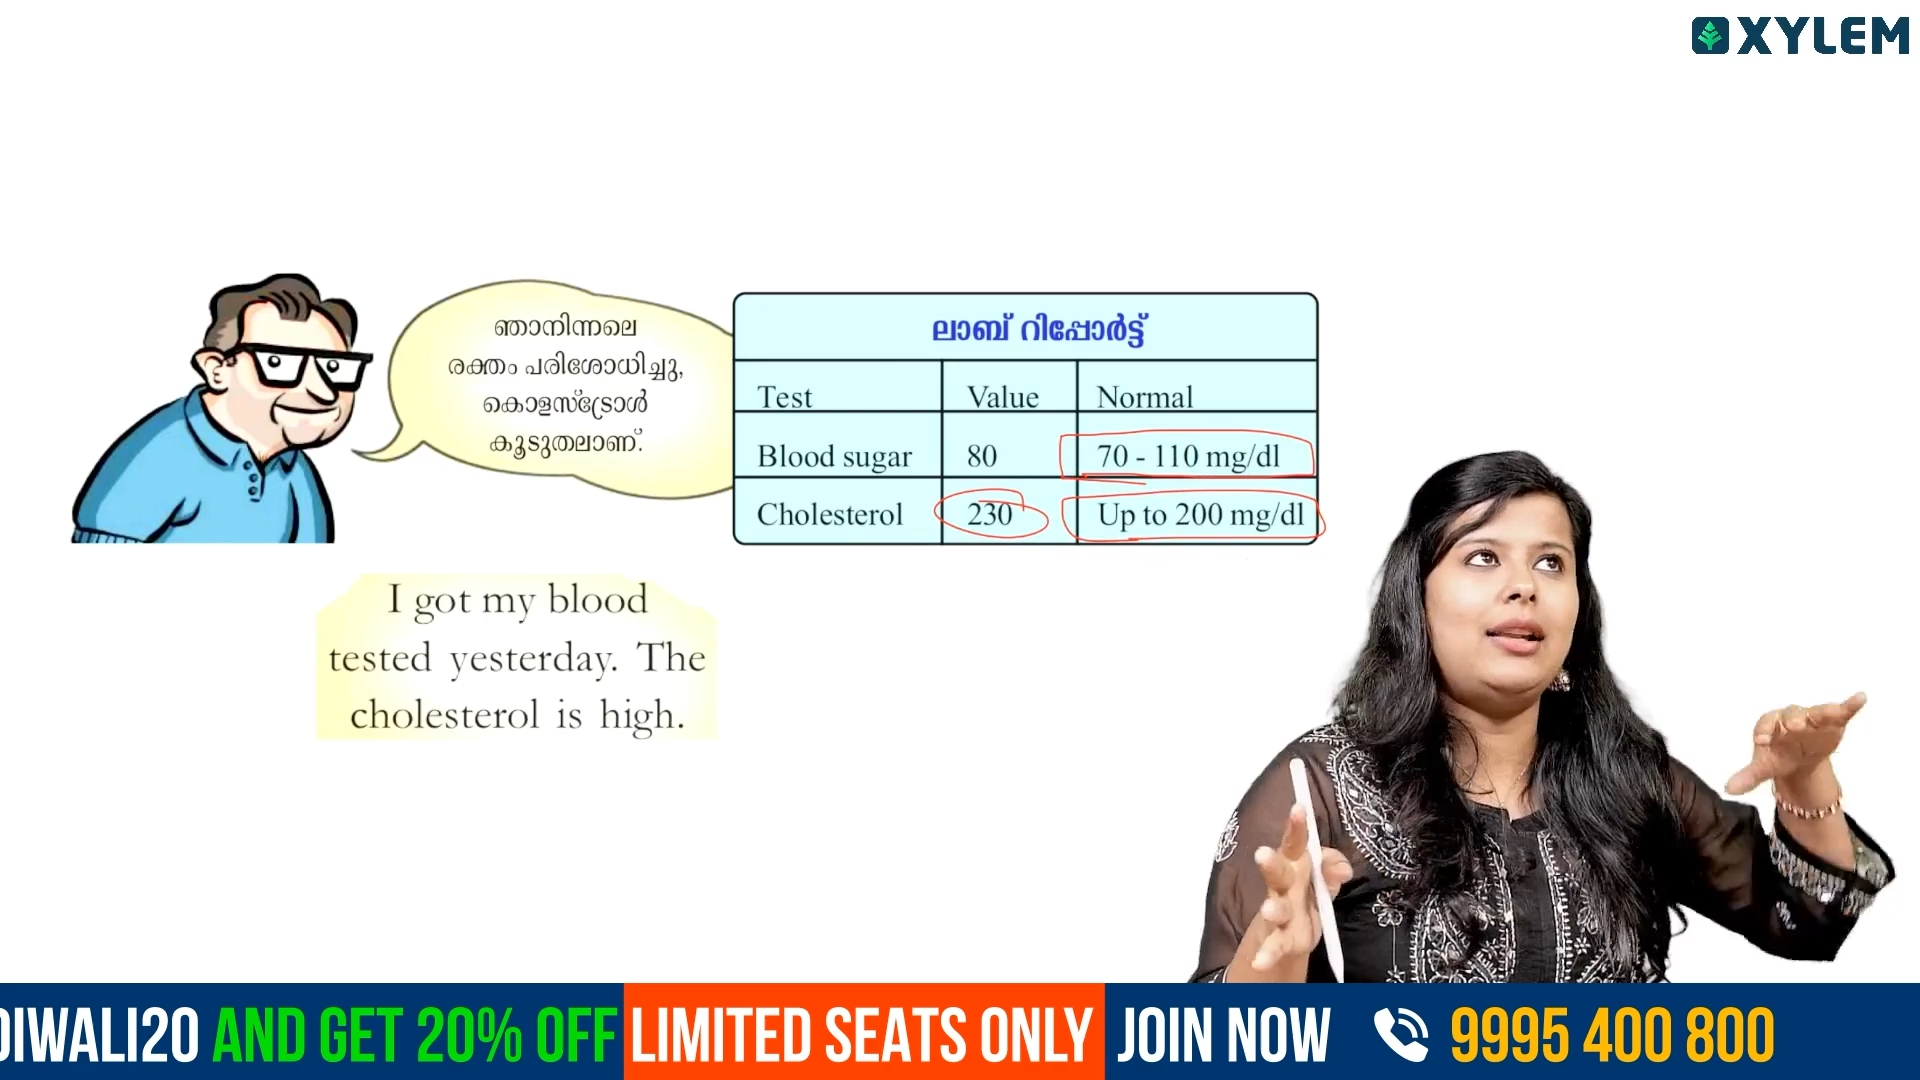 XYLEM
ഞാനിന്നലെ
രക്തം പരിശോധിച്ചു,
കൊളസ്ട്രോൾ
കൂടുതലാണ്.
ലാബ് റിപ്പോർട്ട്
Test Value Normal
Blood sugar 80 70 - 110 mg/dl
Cholesterol 230 Up to 200 mg/dl
I got my blood
tested yesterday. The
cholesterol is high.
DIWALI20 AND GET 20% OFF LIMITED SEATS ONLY JOIN NOW 9995 400 800